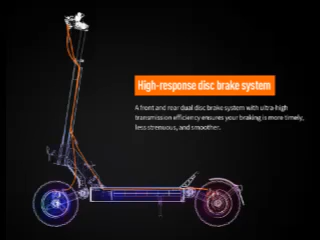 High-response disc brake system
A front and rear dual disc brake system with ultra-high
transmission efficiency ensures your braking is more timely,
less strenuous, and smoother.